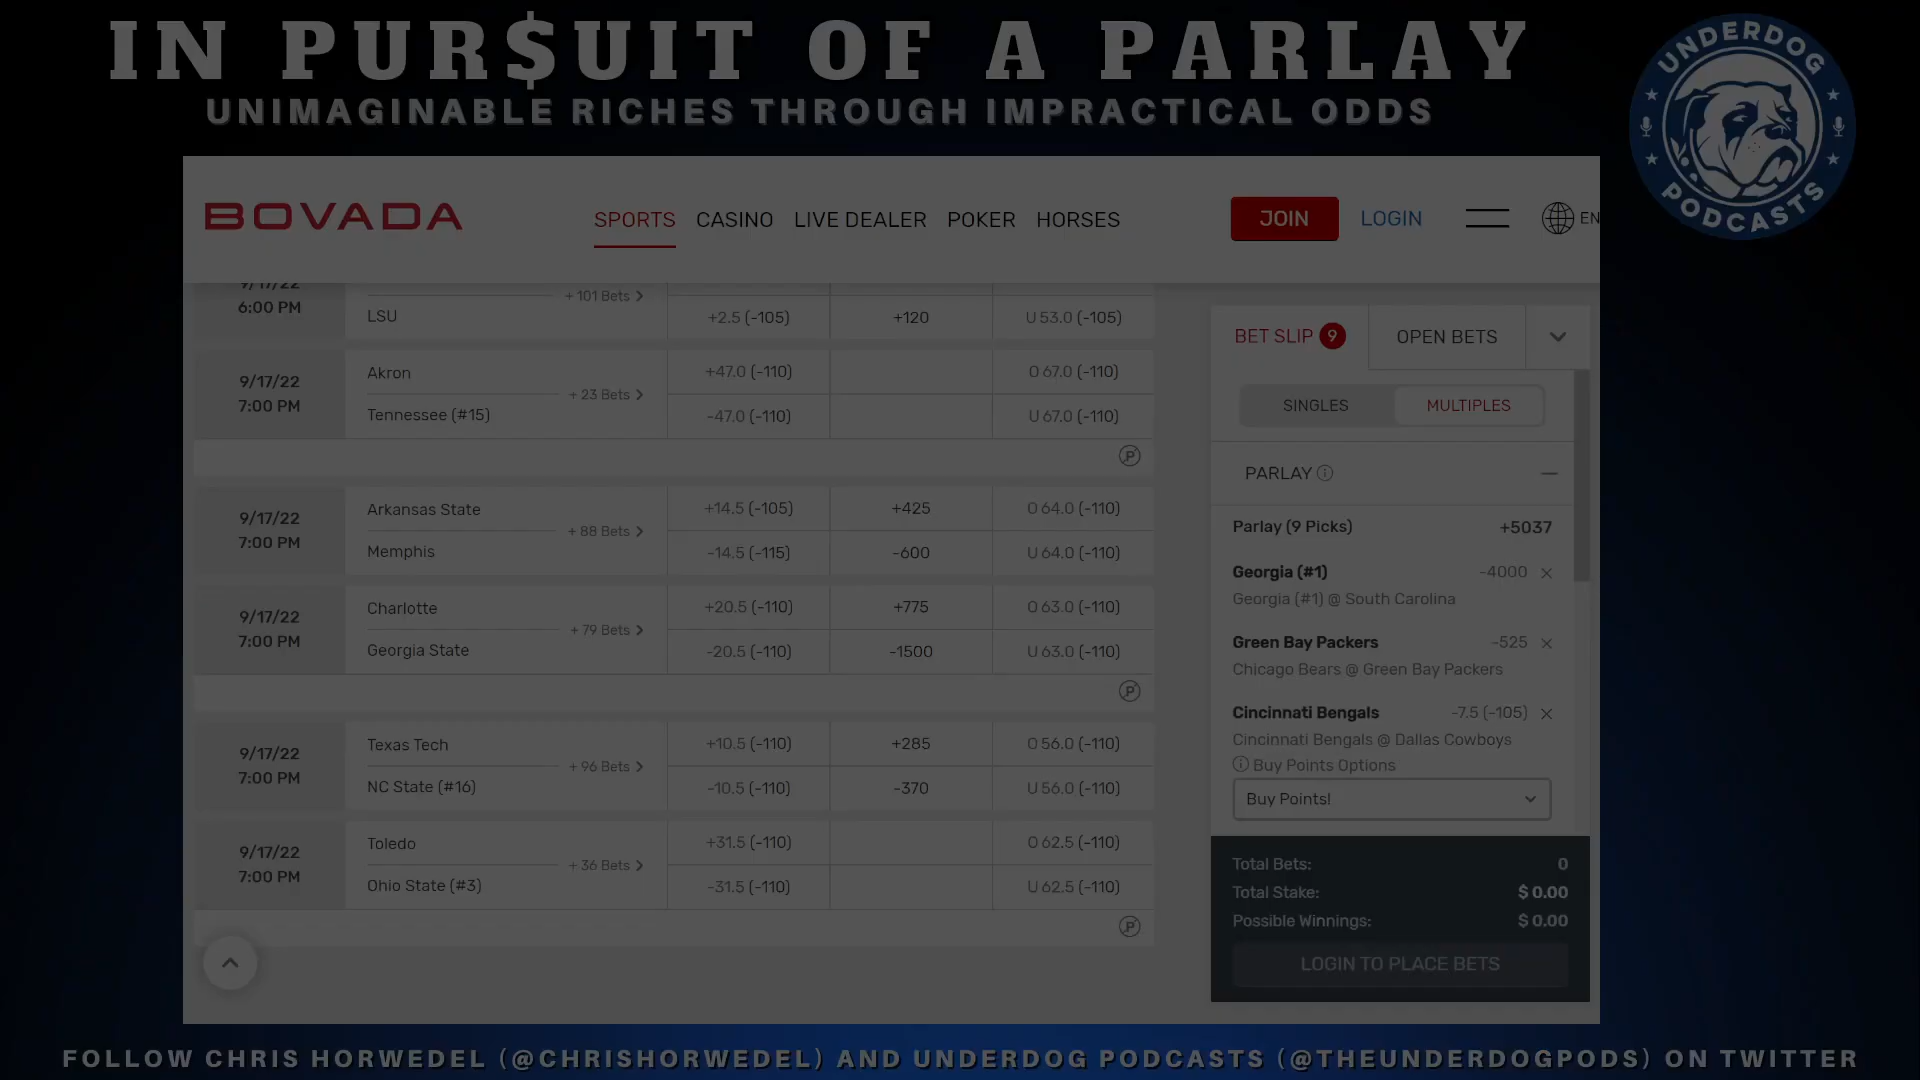 IN PUR$UIT OF A PARLAY
UNIMAGINABLE RICHES THROUGH IMPRACTICAL ODDS
UNDERDOG
PODCASTS
BOVADA
SPORTS CASINO LIVE DEALER POKER HORSES
JOIN LOGIN EN
9/17/22
6:00 PM
+ 101 Bets
LSU
+2.5 (-105) +120 U 53.0 (-105)
9/17/22
7:00 PM
Akron
+ 23 Bets
Tennessee (#15)
+47.0 (-110) O 67.0 (-110)
-47.0 (-110) U 67.0 (-110)
P
9/17/22
7:00 PM
Arkansas State
+ 88 Bets
Memphis
+14.5 (-105) +425 O 64.0 (-110)
-14.5 (-115) -600 U 64.0 (-110)
9/17/22
7:00 PM
Charlotte
+ 79 Bets
Georgia State
+20.5 (-110) +775 O 63.0 (-110)
-20.5 (-110) -1500 U 63.0 (-110)
P
9/17/22
7:00 PM
Texas Tech
+ 96 Bets
NC State (#16)
+10.5 (-110) +285 O 56.0 (-110)
-10.5 (-110) -370 U 56.0 (-110)
9/17/22
7:00 PM
Toledo
+ 36 Bets
Ohio State (#3)
+31.5 (-110) O 62.5 (-110)
-31.5 (-110) U 62.5 (-110)
P
BET SLIP 9 OPEN BETS
SINGLES MULTIPLES
PARLAY
Parlay (9 Picks) +5037
Georgia (#1) -4000
Georgia (#1) @ South Carolina
Green Bay Packers -525
Chicago Bears @ Green Bay Packers
Cincinnati Bengals -7.5 (-105)
Cincinnati Bengals @ Dallas Cowboys
Buy Points Options
Buy Points!
Total Bets: 0
Total Stake: $ 0.00
Possible Winnings: $ 0.00
LOGIN TO PLACE BETS
FOLLOW CHRIS HORWEDEL (@CHRISHORWEDEL) AND UNDERDOG PODCASTS (@THEUNDERDOGPODS) ON TWITTER